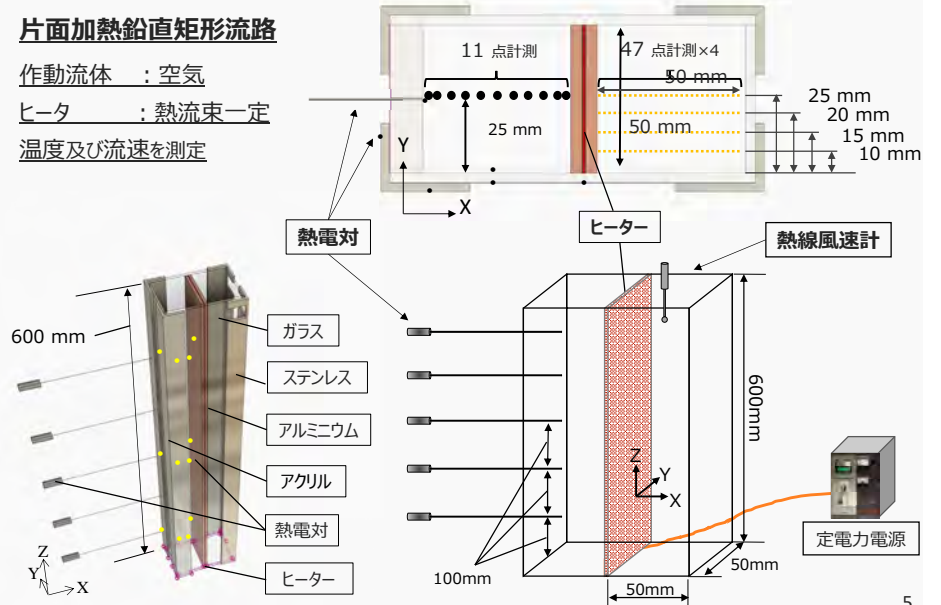 片面加熱鉛直矩形流路
作動流体　：空気
ヒータ　　：熱流束一定
温度及び流速を測定
11 点計測
47 点計測×4
50 mm
25 mm
50 mm
25 mm
20 mm
15 mm
10 mm
Y
X
熱電対
ヒーター
熱線風速計
600 mm
ガラス
ステンレス
アルミニウム
アクリル
熱電対
ヒーター
Z
Y
X
Z
Y
X
600mm
100mm
50mm
50mm
定電力電源
5